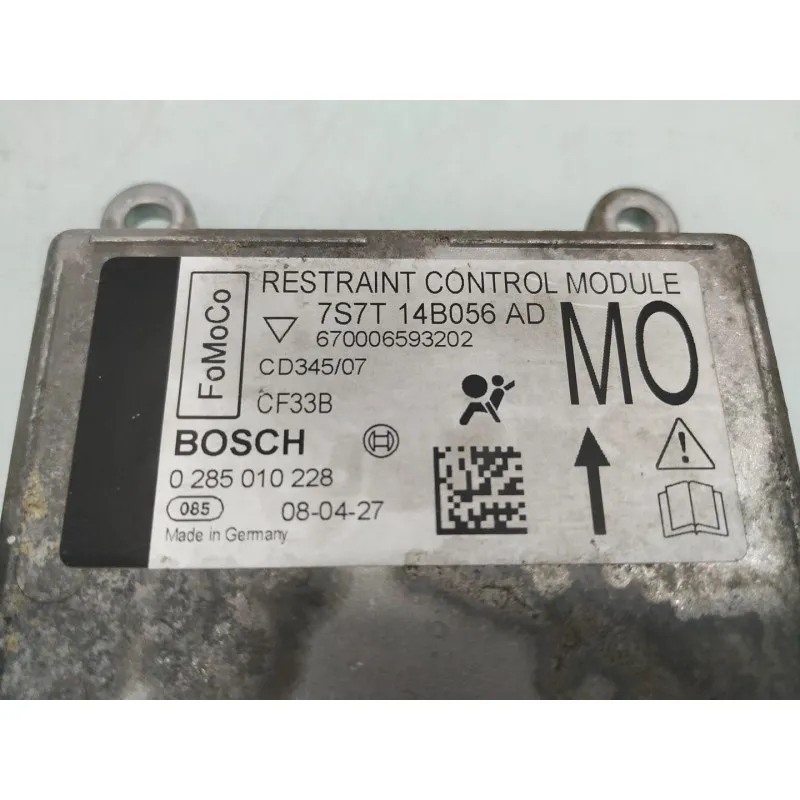 FoMoCo
RESTRAINT CONTROL MODULE
7S7T 14B056 AD
670006593202
CD345/07
CF33B
MO
BOSCH
0 285 010 228
085
08-04-27
Made in Germany